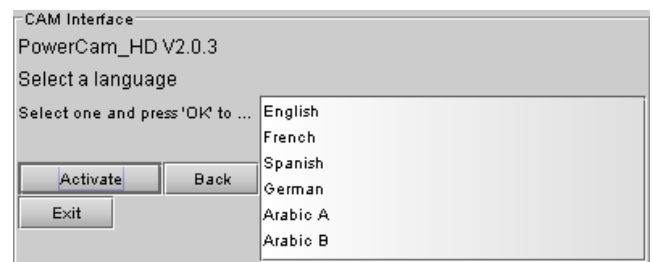 CAM Interface
PowerCam_HD V2.0.3
Select a language
Select one and press 'OK' to ...
English
French
Spanish
German
Arabic A
Arabic B
Activate
Back
Exit